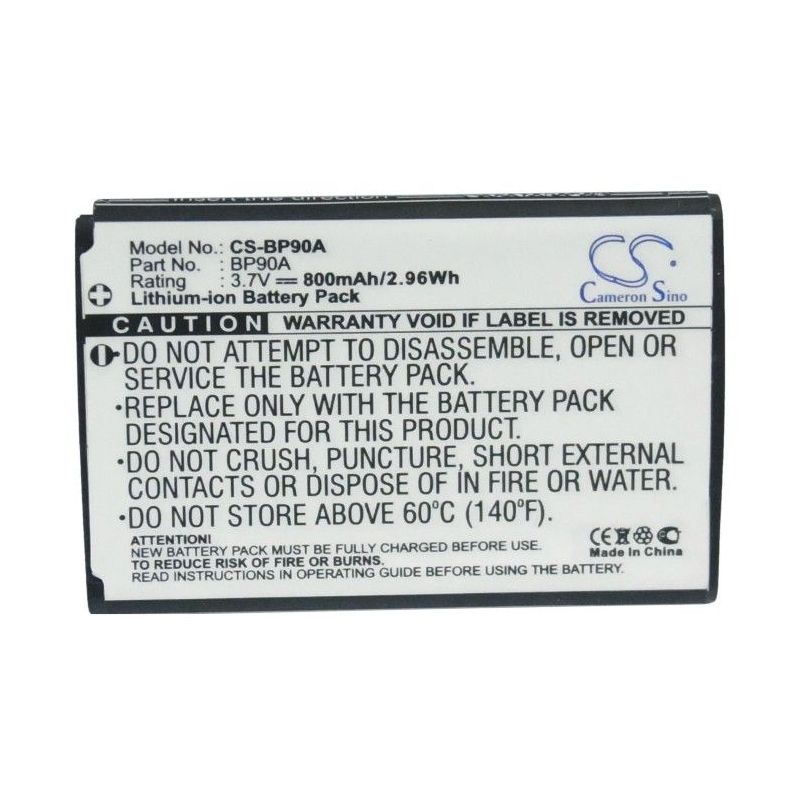 Insert this direction
Model No.: CS-BP90A
Part No. : BP90A
Rating : 3.7V 800mAh/2.96Wh
Lithium-ion Battery Pack
CS
Cameron Sino
CAUTION WARRANTY VOID IF LABEL IS REMOVED
•DO NOT ATTEMPT TO DISASSEMBLE, OPEN OR
SERVICE THE BATTERY PACK.
•REPLACE ONLY WITH THE BATTERY PACK
DESIGNATED FOR YOUR PRODUCT.
•DO NOT CRUSH, PUNCTURE, SHORT EXTERNAL
CONTACTS OR DISPOSE OF IN FIRE OR WATER.
•DO NOT STORE ABOVE 60°C (140°F).
ATTENTION!
NEW BATTERY PACK MUST BE FULLY CHARGED BEFORE USE.
TO REDUCE RISK OF FIRE OR BURNS.
READ INSTRUCTIONS IN OPERATING GUIDE BEFORE USING THE BATTERY.
CE
Made In China